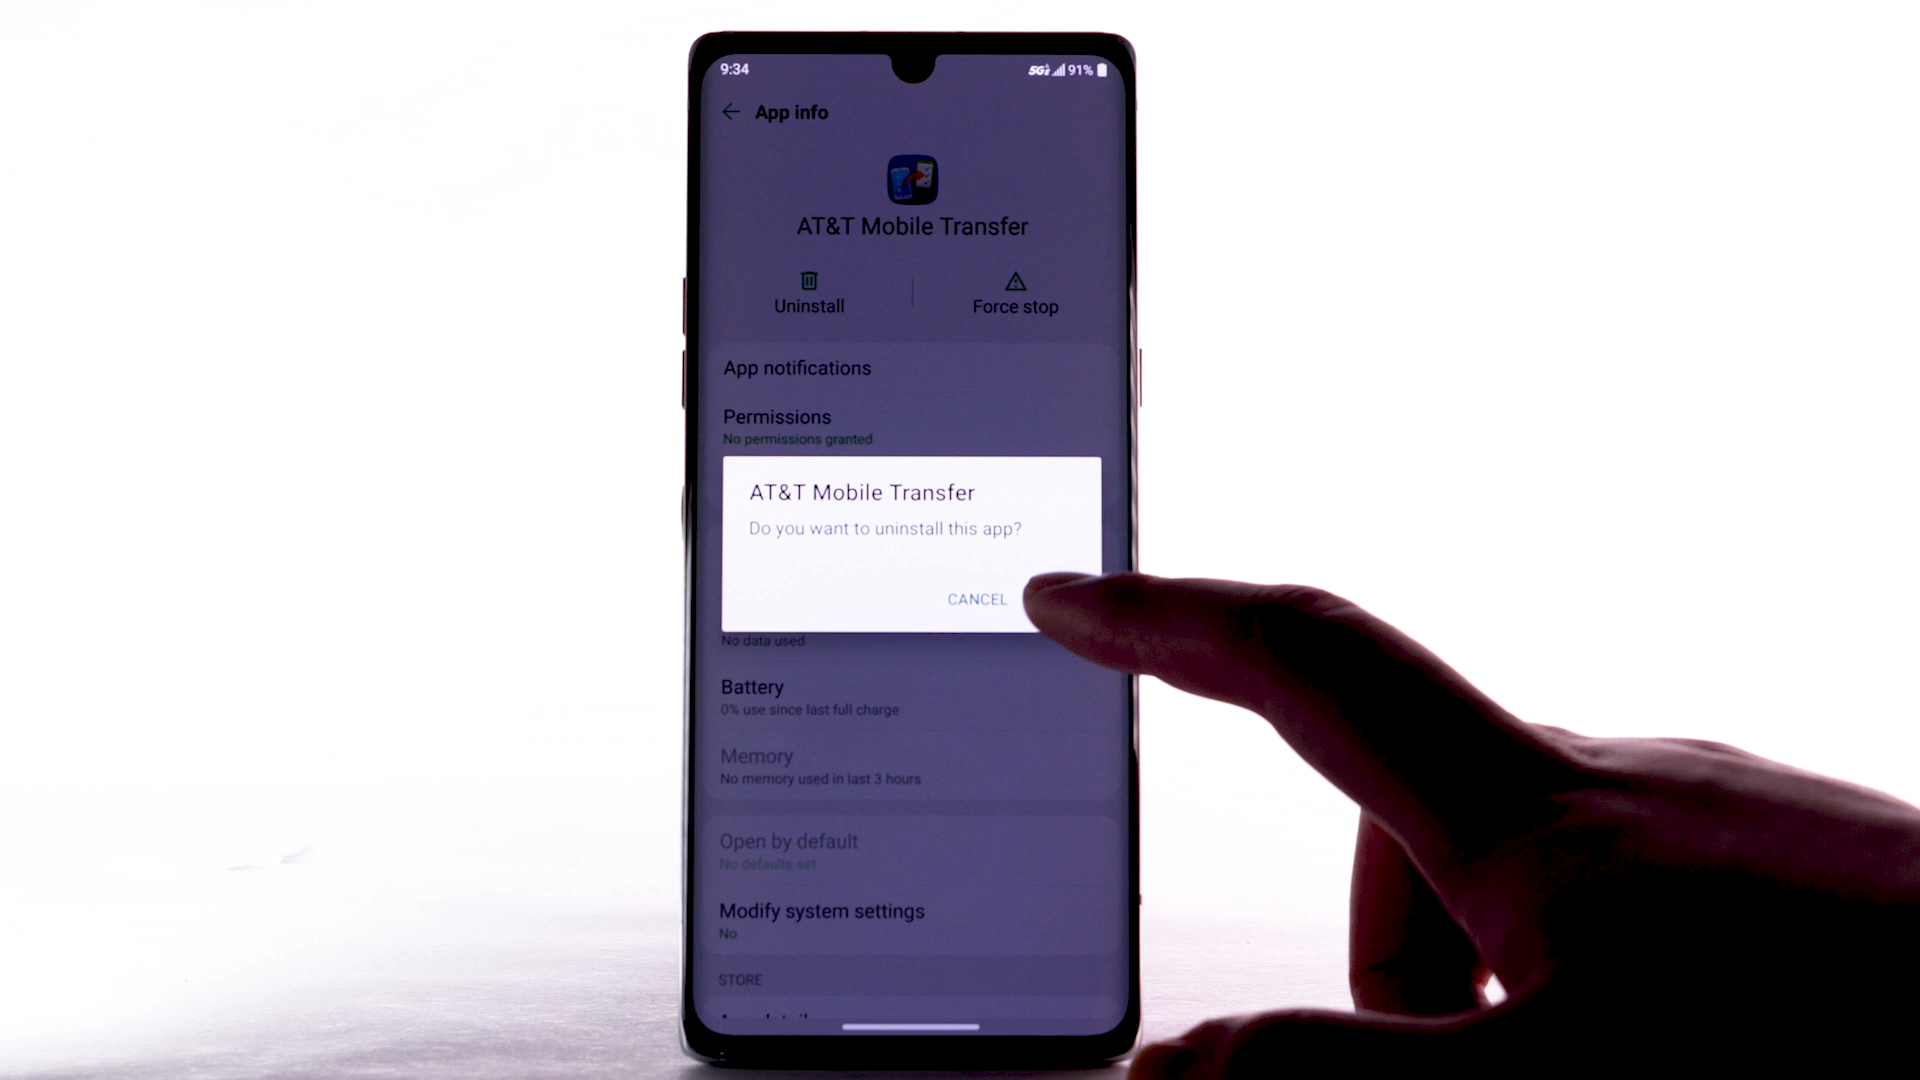 9:34
5GE 91%
App info
AT&T Mobile Transfer
Uninstall
Force stop
App notifications
Permissions
No permissions granted
AT&T Mobile Transfer
Do you want to uninstall this app?
CANCEL
No data used
Battery
0% use since last full charge
Memory
No memory used in last 3 hours
Open by default
No defaults set
Modify system settings
No
STORE